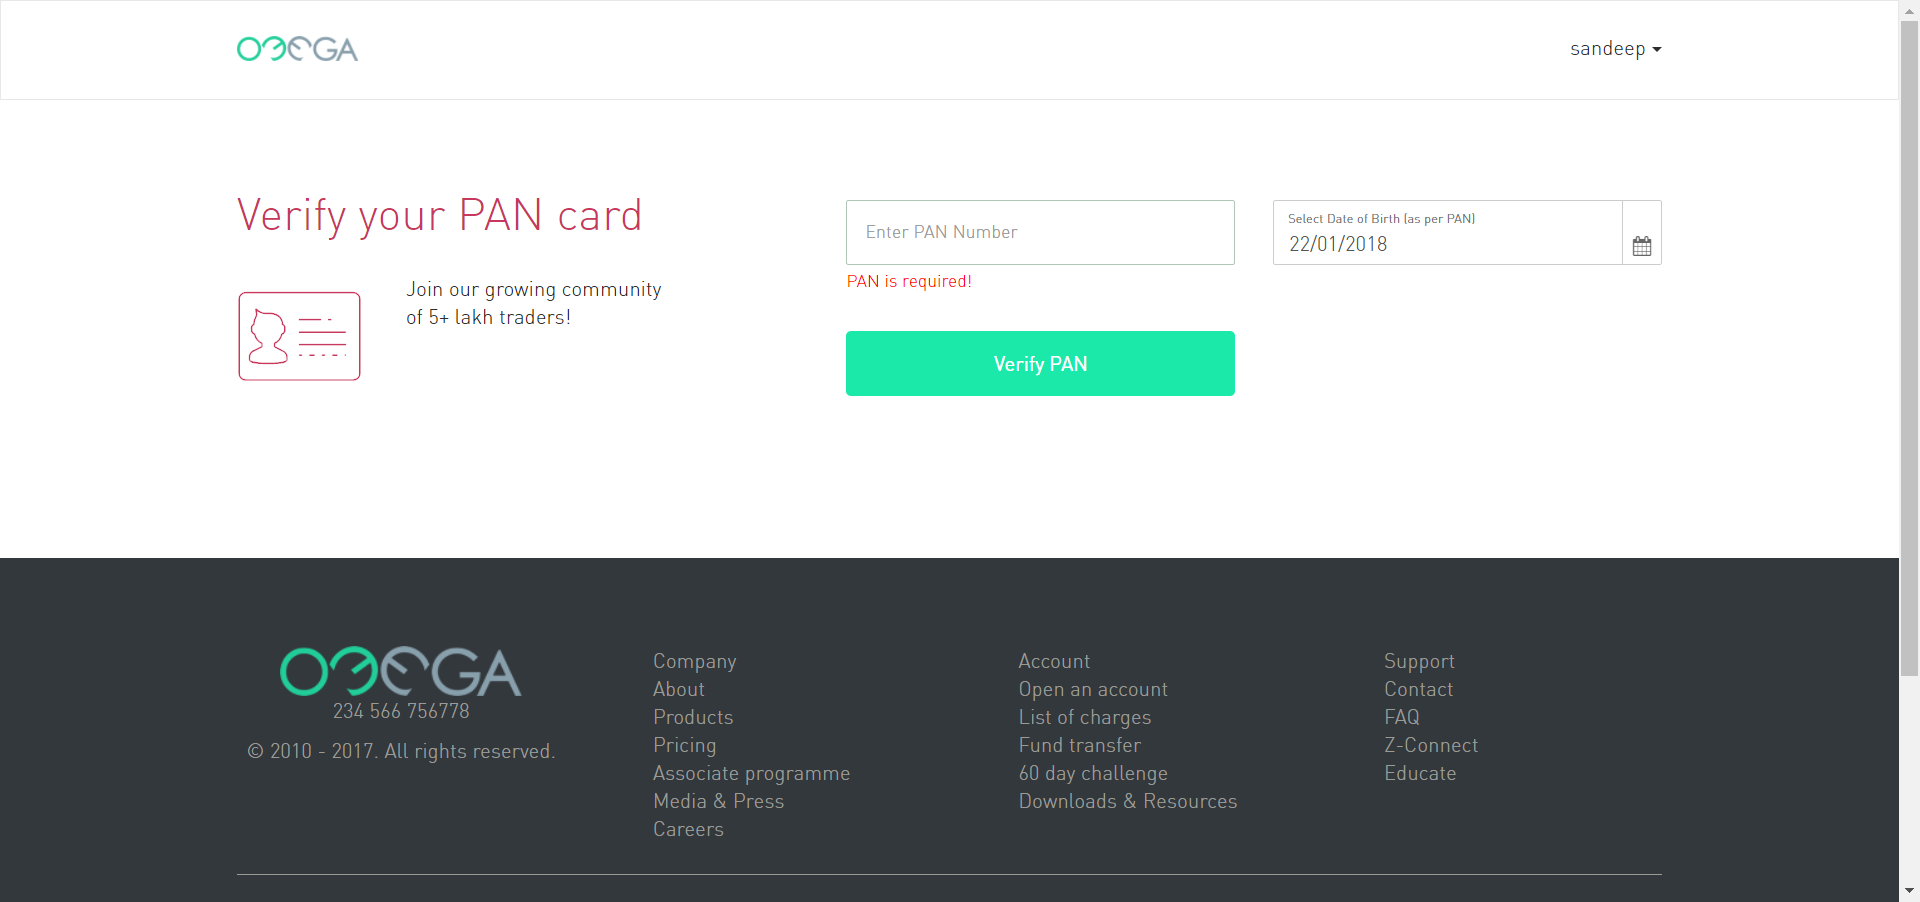 OMEGA
sandeep
Verify your PAN card
Join our growing community
of 5+ lakh traders!
Enter PAN Number
PAN is required!
Select Date of Birth (as per PAN)
22/01/2018
Verify PAN
OMEGA
234 566 756778
© 2010 - 2017. All rights reserved.
Company
About
Products
Pricing
Associate programme
Media & Press
Careers
Account
Open an account
List of charges
Fund transfer
60 day challenge
Downloads & Resources
Support
Contact
FAQ
Z-Connect
Educate